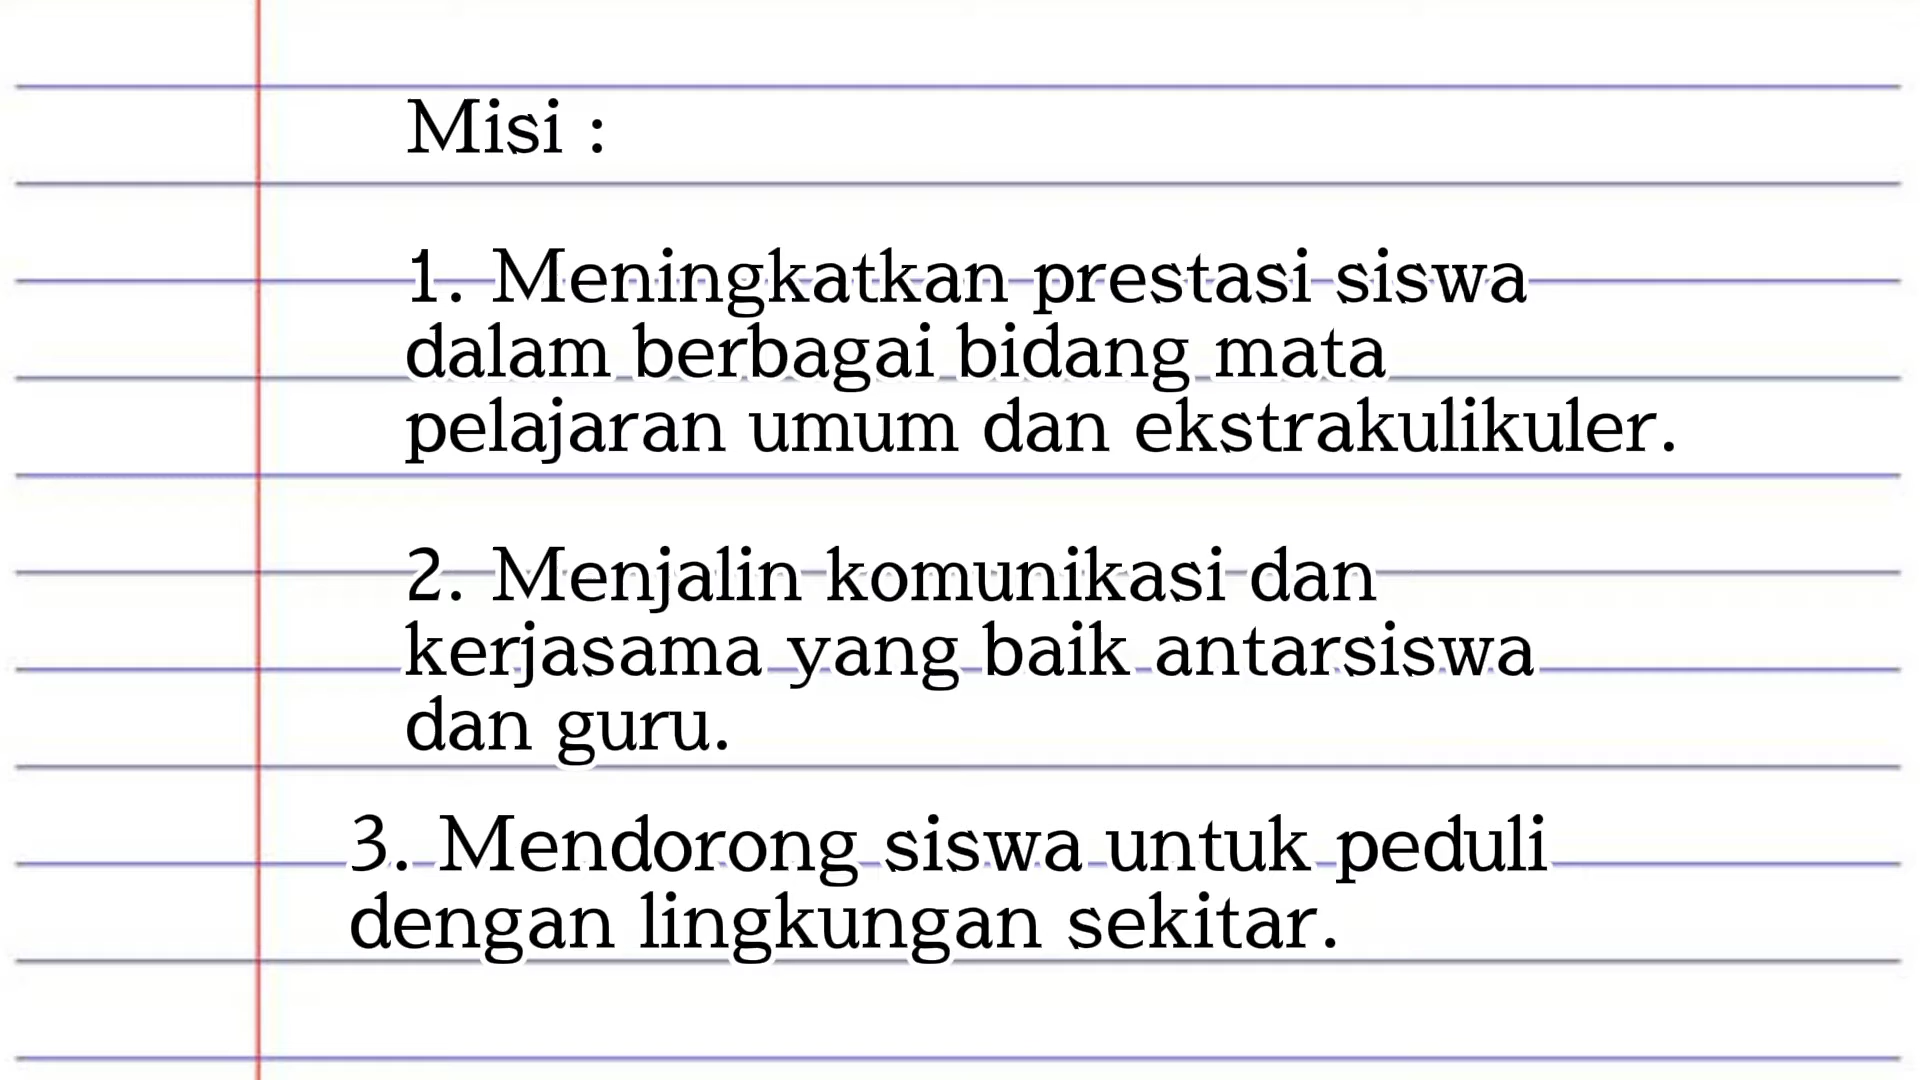 Misi :
1. Meningkatkan prestasi siswa
dalam berbagai bidang mata
pelajaran umum dan ekstrakulikuler.
2. Menjalin komunikasi dan
kerjasama yang baik antarsiswa
dan guru.
3. Mendorong siswa untuk peduli
dengan lingkungan sekitar.